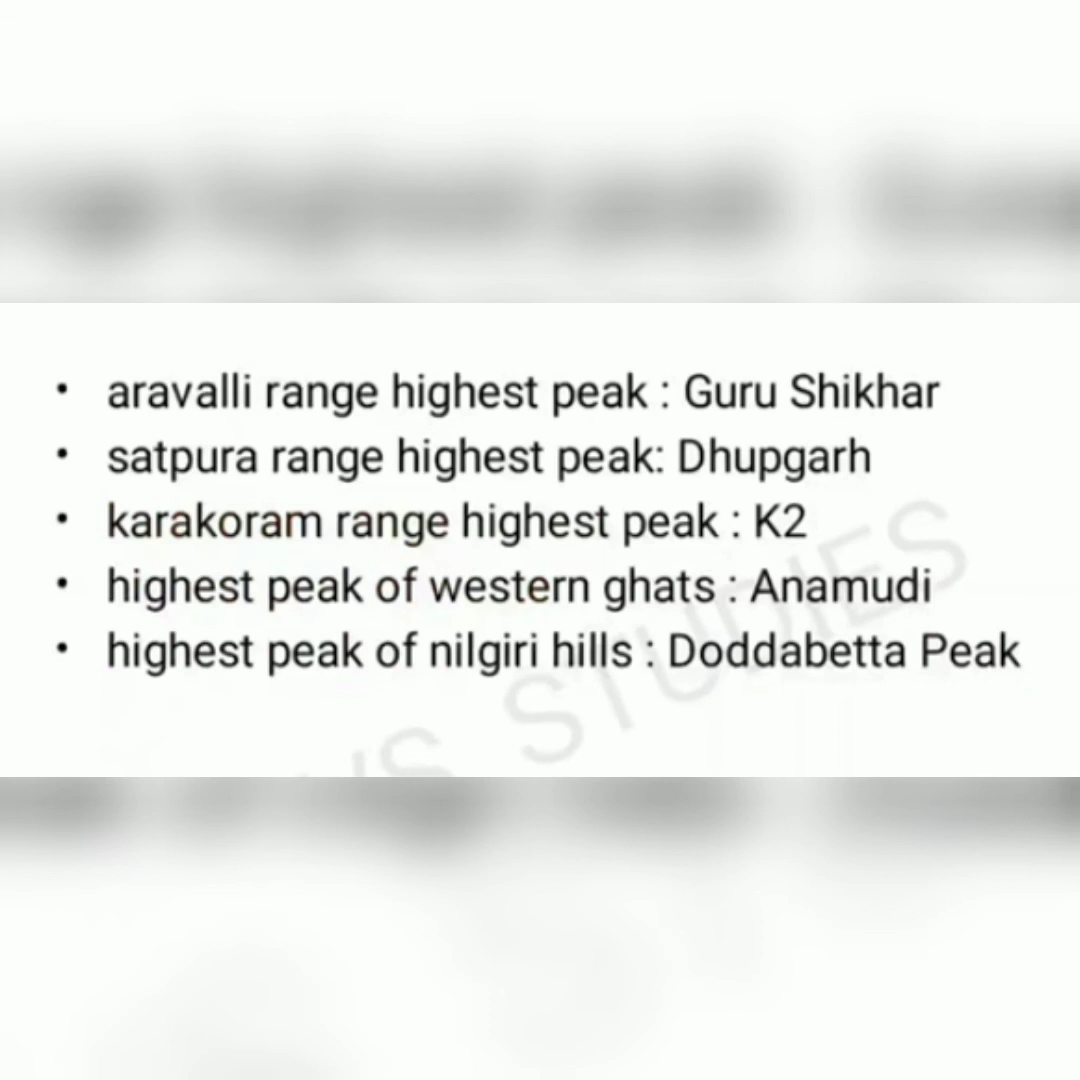 • aravalli range highest peak : Guru Shikhar
• satpura range highest peak: Dhupgarh
• karakoram range highest peak : K2
• highest peak of western ghats : Anamudi
• highest peak of nilgiri hills : Doddabetta Peak
STUDIES